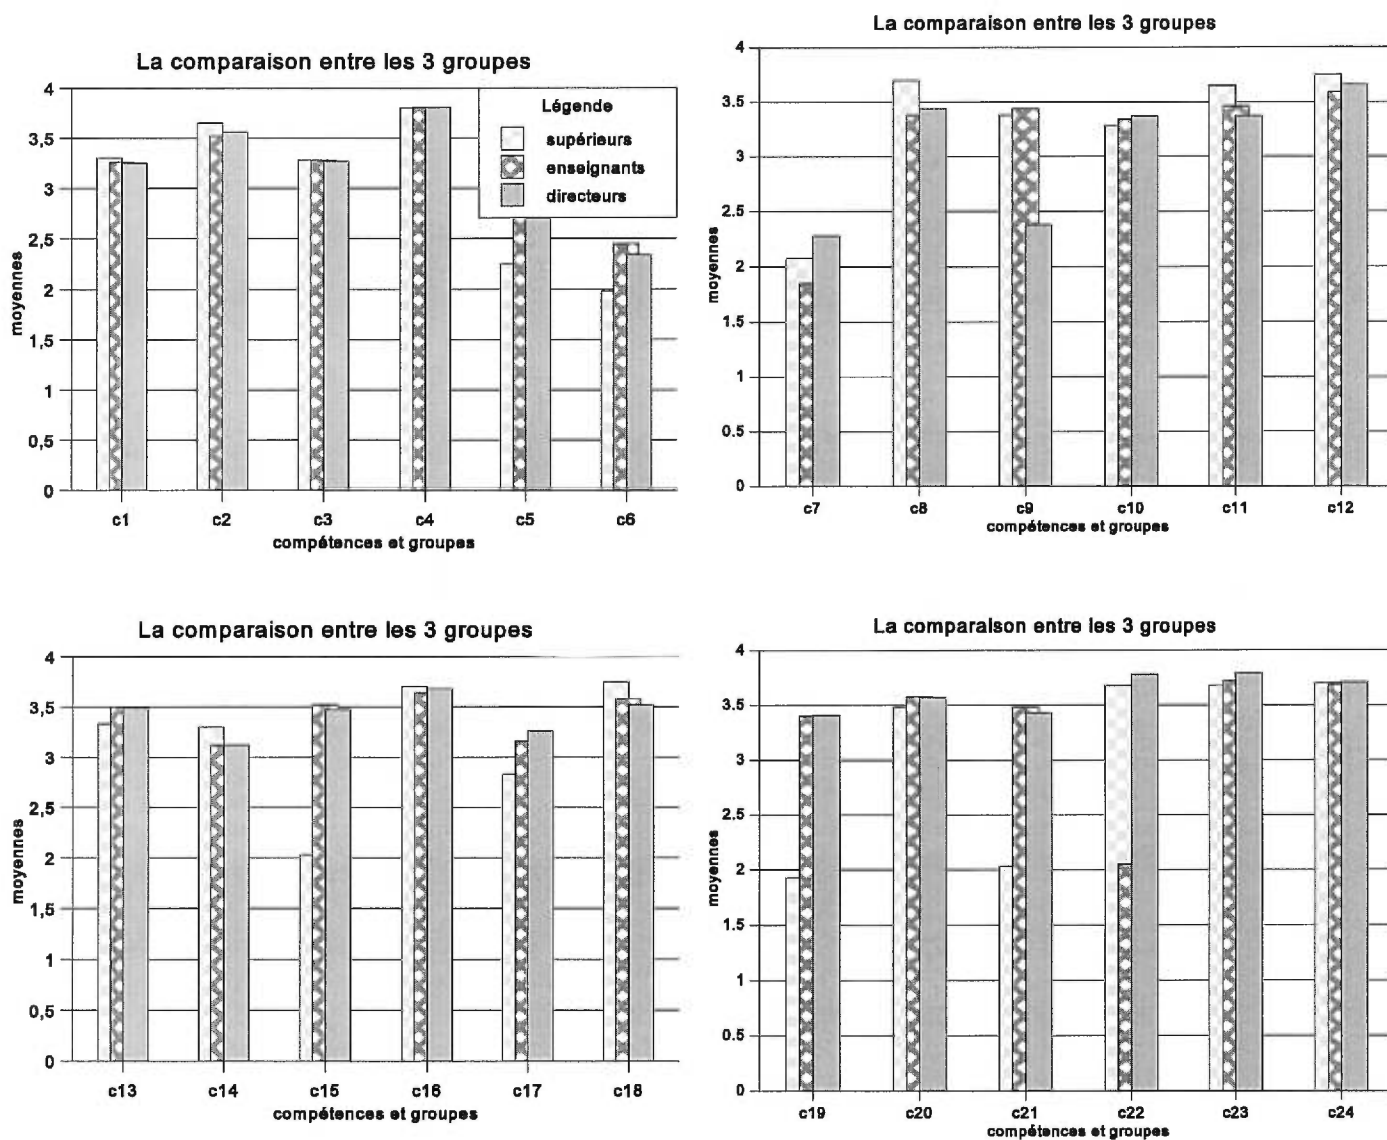 La comparaison entre les 3 groupes
4
3,5
3
2,5
2
1,5
1
0,5
0
moyennes
Légende
supérieurs
enseignants
directeurs
c1 c2 c3 c4 c5 c6
compétences et groupes
La comparaison entre les 3 groupes
4
3.5
3
2.5
2
1.5
1
0.5
0
moyennes
c7 c8 c9 c10 c11 c12
compétences et groupes
La comparaison entre les 3 groupes
4
3,5
3
2,5
2
1,5
1
0,5
0
moyennes
c13 c14 c15 c16 c17 c18
compétences et groupes
La comparaison entre les 3 groupes
4
3.5
3
2.5
2
1.5
1
0.5
0
moyennes
c19 c20 c21 c22 c23 c24
compétences et groupes